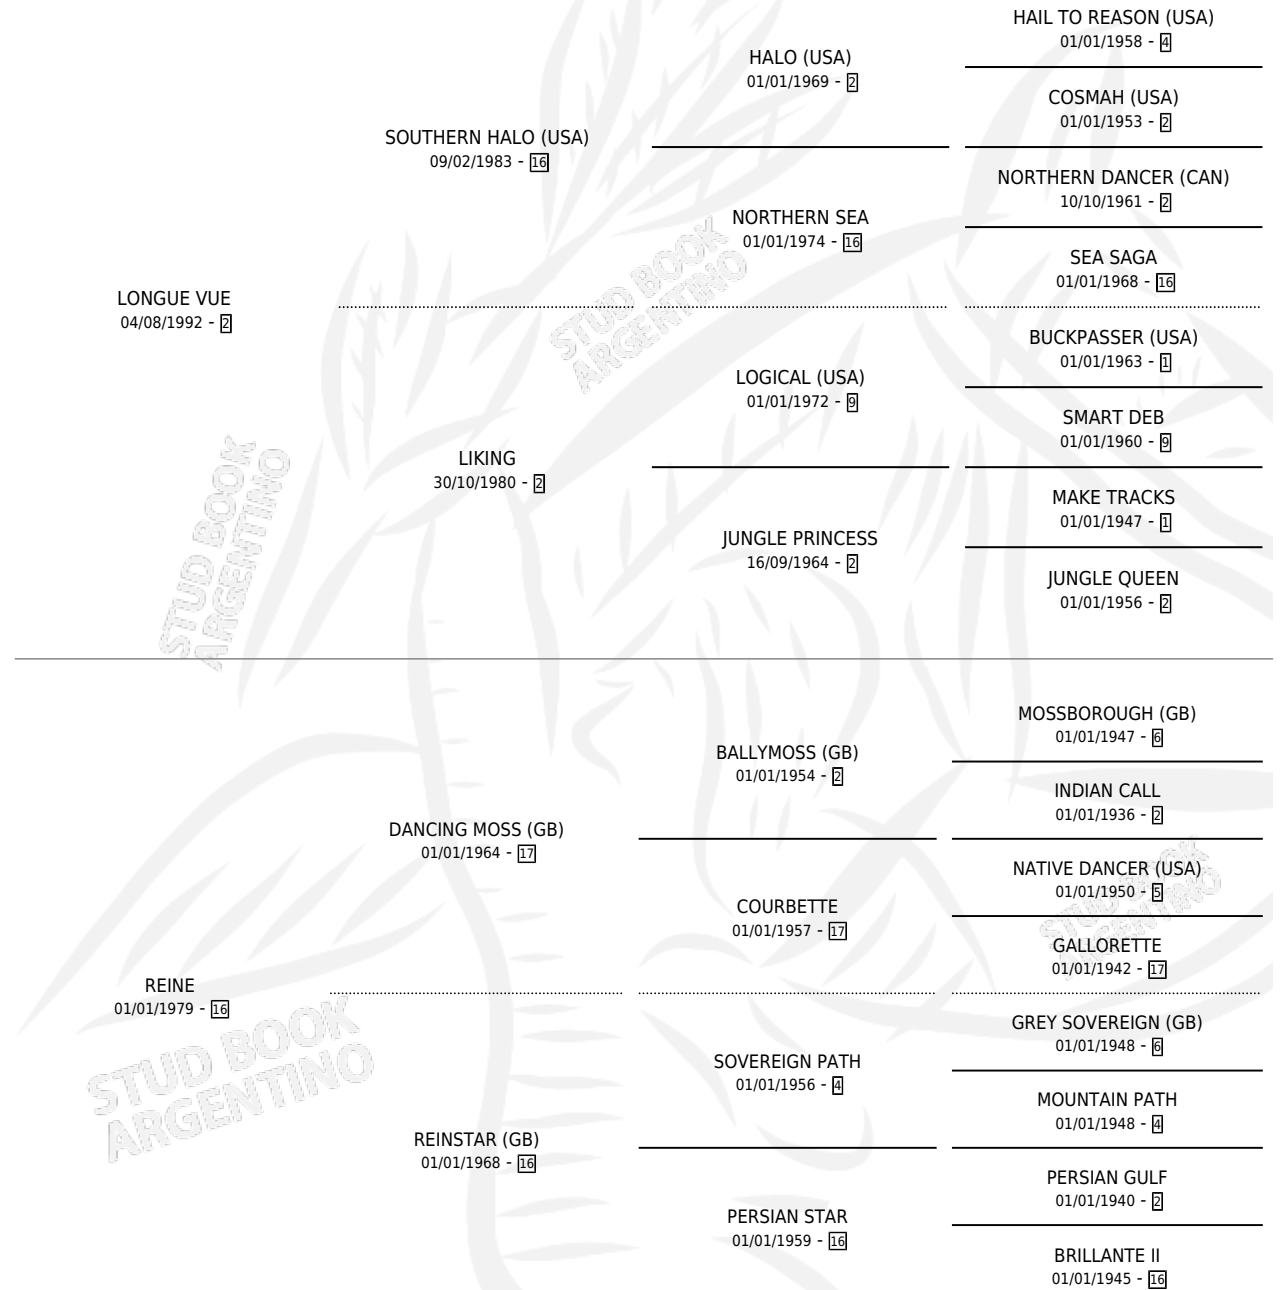 HAIL TO REASON (USA)
01/01/1958 - 4
HALO (USA)
01/01/1969 - 2
COSMAH (USA)
01/01/1953 - 2
SOUTHERN HALO (USA)
09/02/1983 - 16
NORTHERN DANCER (CAN)
10/10/1961 - 2
NORTHERN SEA
01/01/1974 - 16
SEA SAGA
01/01/1968 - 16
LONGUE VUE
04/08/1992 - 2
BUCKPASSER (USA)
01/01/1963 - 1
LOGICAL (USA)
01/01/1972 - 9
SMART DEB
01/01/1960 - 9
LIKING
30/10/1980 - 2
MAKE TRACKS
01/01/1947 - 1
JUNGLE PRINCESS
16/09/1964 - 2
JUNGLE QUEEN
01/01/1956 - 2
MOSSBOROUGH (GB)
01/01/1947 - 6
BALLYMOSS (GB)
01/01/1954 - 2
INDIAN CALL
01/01/1936 - 2
DANCING MOSS (GB)
01/01/1964 - 17
NATIVE DANCER (USA)
01/01/1950 - 5
COURBETTE
01/01/1957 - 17
GALLORETTE
01/01/1942 - 17
REINE
01/01/1979 - 16
GREY SOVEREIGN (GB)
01/01/1948 - 6
SOVEREIGN PATH
01/01/1956 - 4
MOUNTAIN PATH
01/01/1948 - 4
REINSTAR (GB)
01/01/1968 - 16
PERSIAN GULF
01/01/1940 - 2
PERSIAN STAR
01/01/1959 - 16
BRILLANTE II
01/01/1945 - 16
STUD BOOK
ARGENTINO
STUD BOOK
ARGENTINO
STUD BOOK
ARGENTINO
STUD BOOK
ARGENTINO